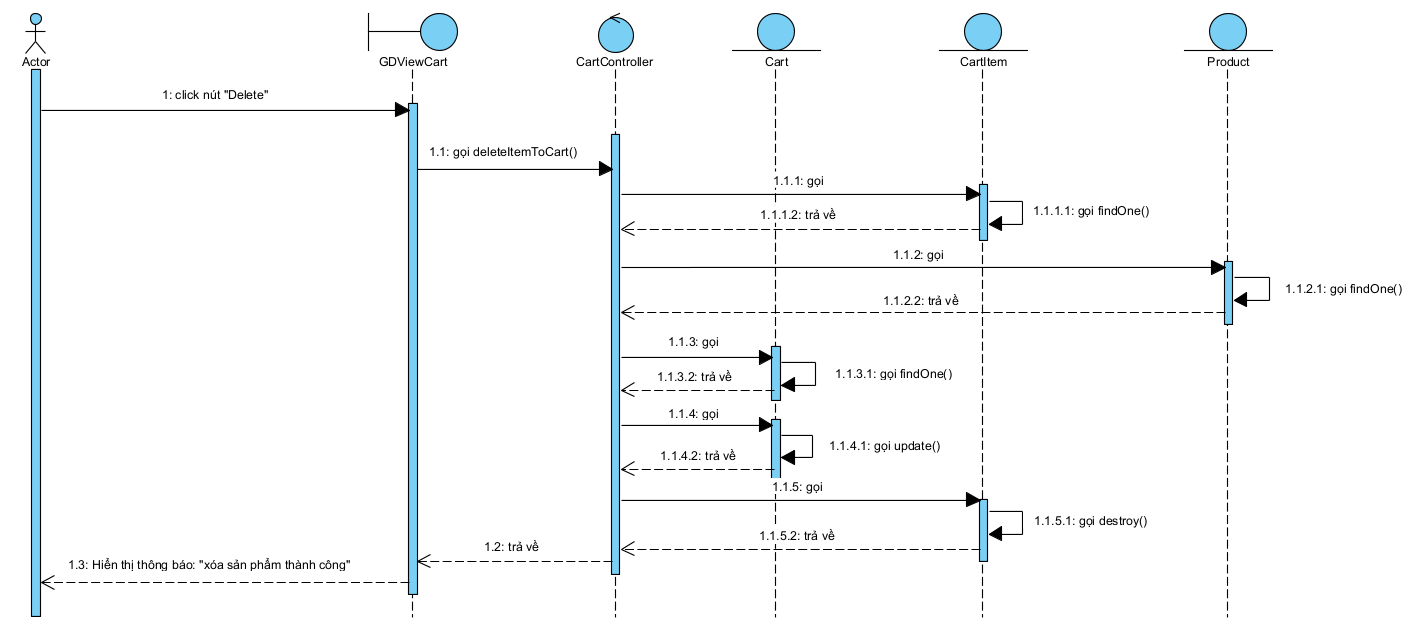 Actor
GDViewCart
CartController
Cart
CartItem
Product
1: click nút "Delete"
1.1: gọi deleteItemToCart()
1.1.1: gọi
1.1.1.1: gọi findOne()
1.1.1.2: trả về
1.1.2: gọi
1.1.2.1: gọi findOne()
1.1.2.2: trả về
1.1.3: gọi
1.1.3.1: gọi findOne()
1.1.3.2: trả về
1.1.4: gọi
1.1.4.1: gọi update()
1.1.4.2: trả về
1.1.5: gọi
1.1.5.1: gọi destroy()
1.1.5.2: trả về
1.2: trả về
1.3: Hiển thị thông báo: "xóa sản phẩm thành công"